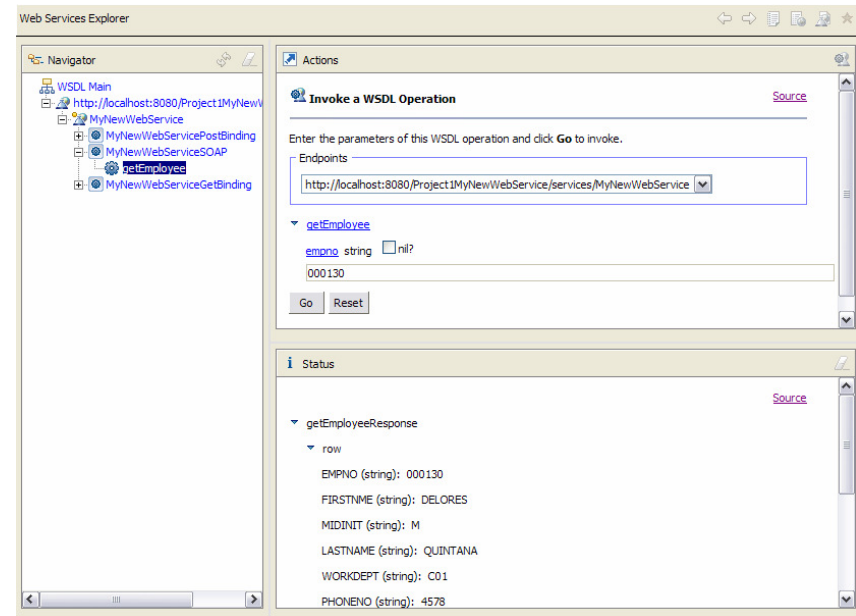 Web Services Explorer
Navigator
WSDL Main
http://localhost:8080/Project1MyNewV
MyNewWebService
MyNewWebServicePostBinding
MyNewWebServiceSOAP
getEmployee
MyNewWebServiceGetBinding
Actions
Invoke a WSDL Operation
Source
Enter the parameters of this WSDL operation and click Go to invoke.
Endpoints
http://localhost:8080/Project1MyNewWebService/services/MyNewWebService
getEmployee
empno string nil?
000130
Go Reset
i Status
Source
getEmployeeResponse
row
EMPNO (string): 000130
FIRSTNME (string): DELORES
MIDINIT (string): M
LASTNAME (string): QUINTANA
WORKDEPT (string): C01
PHONENO (string): 4578